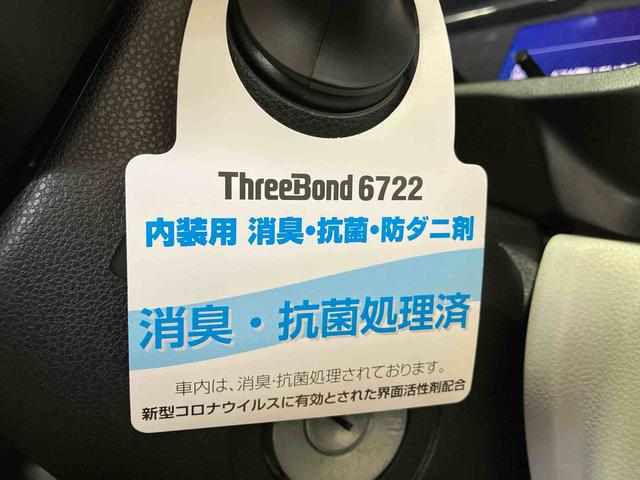 ThreeBond 6722
内装用 消臭・抗菌・防ダニ剤
消臭・抗菌処理済
車内は、消臭・抗菌処理されております。
新型コロナウイルスに有効とされた界面活性剤配合